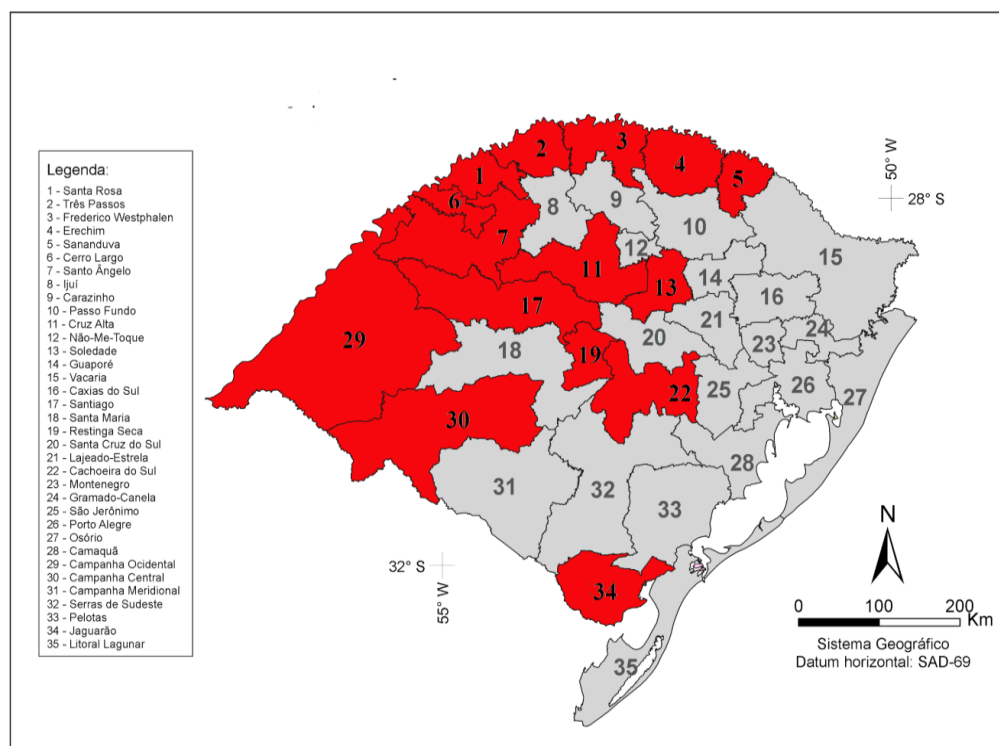 Legenda:
1 - Santa Rosa
2 - Três Passos
3 - Frederico Westphalen
4 - Erechim
5 - Sananduva
6 - Cerro Largo
7 - Santo Ângelo
8 - Ijuí
9 - Carazinho
10 - Passo Fundo
11 - Cruz Alta
12 - Não-Me-Toque
13 - Soledade
14 - Guaporé
15 - Vacaria
16 - Caxias do Sul
17 - Santiago
18 - Santa Maria
19 - Restinga Seca
20 - Santa Cruz do Sul
21 - Lajeado-Estrela
22 - Cachoeira do Sul
23 - Montenegro
24 - Gramado-Canela
25 - São Jerônimo
26 - Porto Alegre
27 - Osório
28 - Camaquã
29 - Campanha Ocidental
30 - Campanha Central
31 - Campanha Meridional
32 - Serras de Sudeste
33 - Pelotas
34 - Jaguarão
35 - Litoral Lagunar
1
2
3
4
5
6
7
8
9
10
11
12
13
14
15
16
17
18
19
20
21
22
23
24
25
26
27
28
29
30
31
32
33
34
35
50° W
28° S
32° S
55° W
N
0 100 200 Km
Sistema Geográfico
Datum horizontal: SAD-69